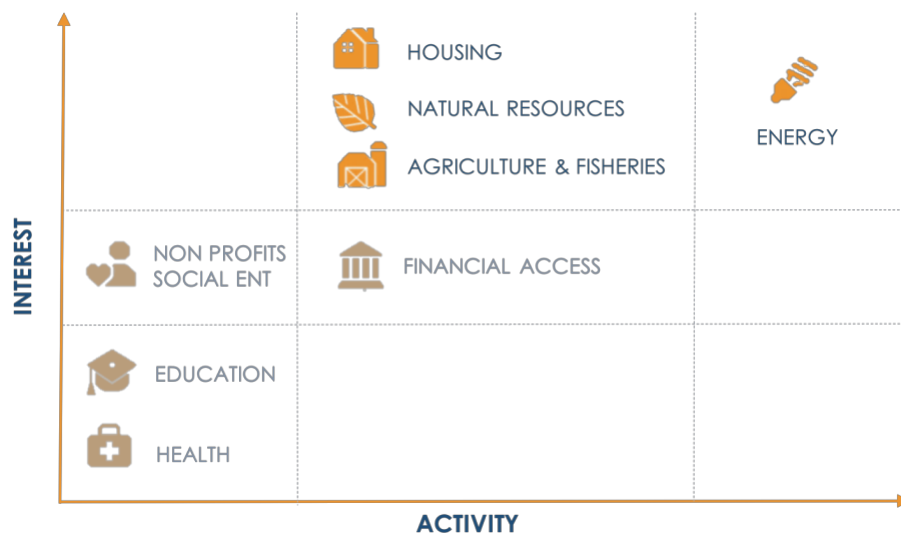 HOUSING
NATURAL RESOURCES
AGRICULTURE & FISHERIES
ENERGY
INTEREST
NON PROFITS
SOCIAL ENT
FINANCIAL ACCESS
EDUCATION
HEALTH
ACTIVITY